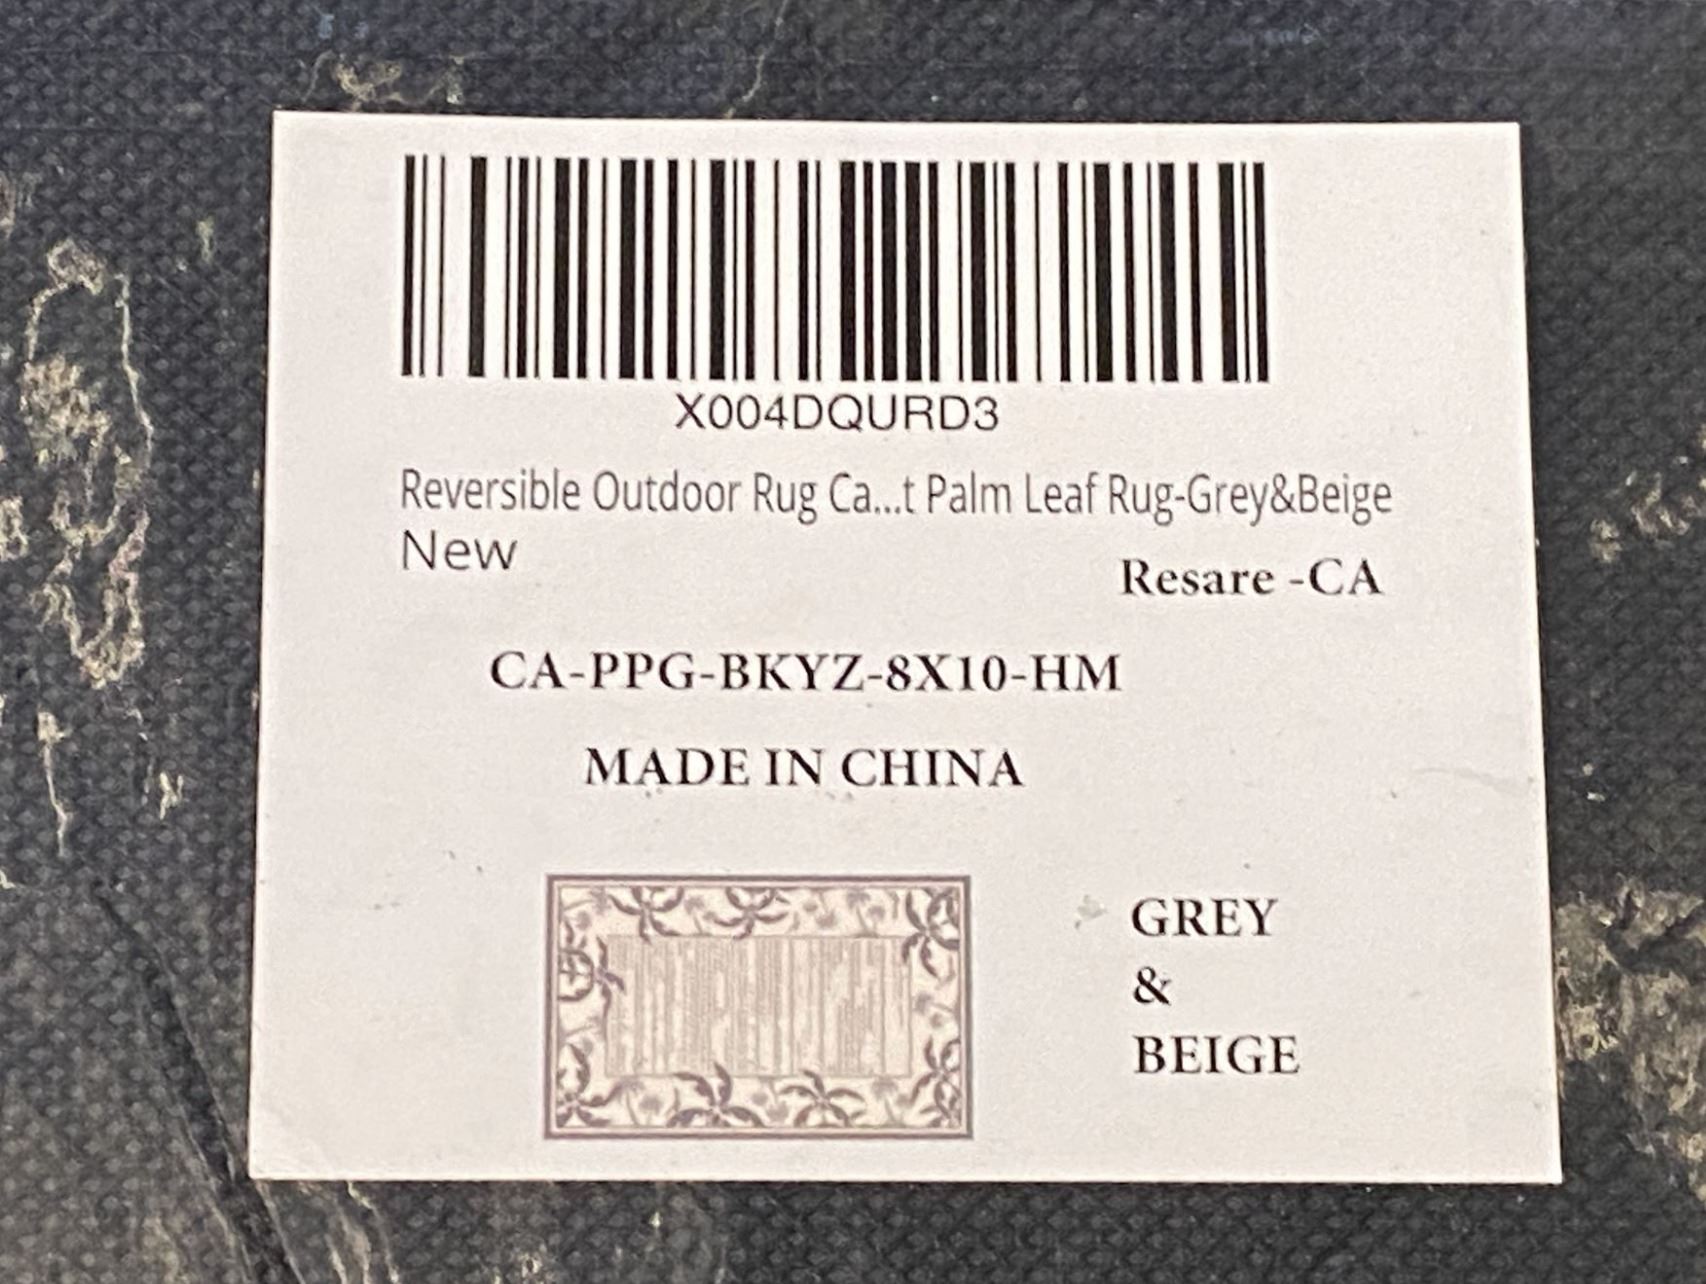 X004DQURD3
Reversible Outdoor Rug Ca...t Palm Leaf Rug-Grey&Beige
New
Resare -CA
CA-PPG-BKYZ-8X10-HM
MADE IN CHINA
GREY
&
BEIGE